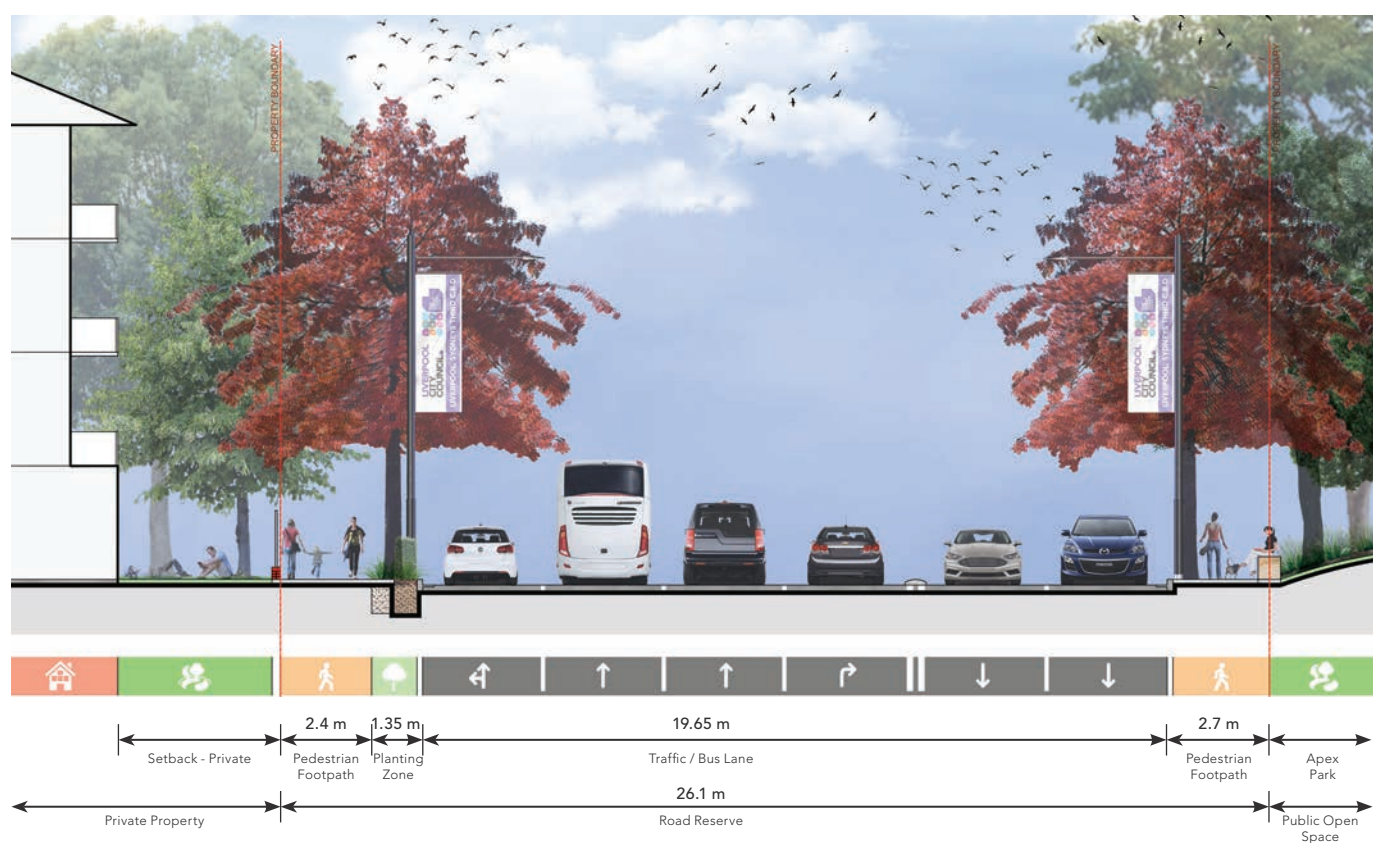 PROPERTY BOUNDARY
PROPERTY BOUNDARY
LIVERPOOL
CITY
COUNCIL
LIVERPOOL SYDNEY'S THIRD C.B.D
LIVERPOOL
CITY
COUNCIL
LIVERPOOL SYDNEY'S THIRD C.B.D
2.4 m
1.35 m
19.65 m
2.7 m
Setback - Private
Pedestrian
Footpath
Planting
Zone
Traffic / Bus Lane
Pedestrian
Footpath
Apex
Park
26.1 m
Private Property
Road Reserve
Public Open
Space